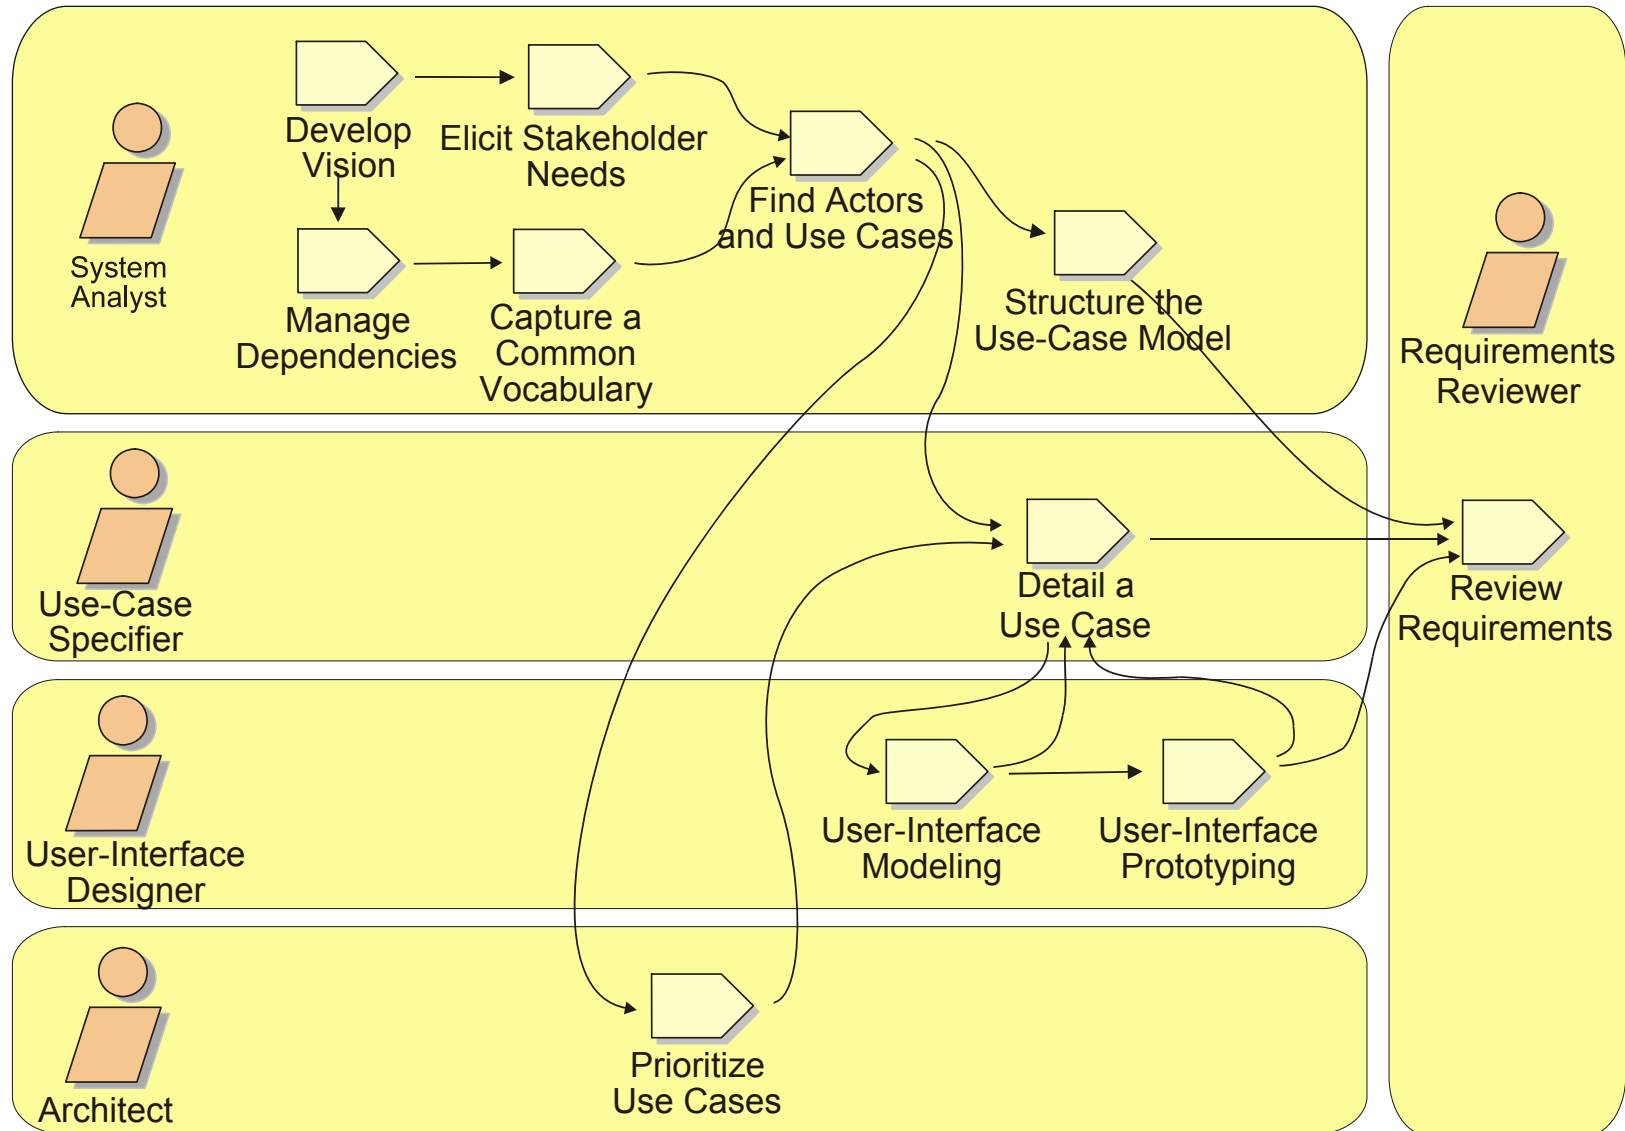 System
Analyst
Develop
Vision
Elicit Stakeholder
Needs
Find Actors
and Use Cases
Manage
Dependencies
Capture a
Common
Vocabulary
Structure the
Use-Case Model
Requirements
Reviewer
Use-Case
Specifier
Detail a
Use Case
Review
Requirements
User-Interface
Designer
User-Interface
Modeling
User-Interface
Prototyping
Architect
Prioritize
Use Cases